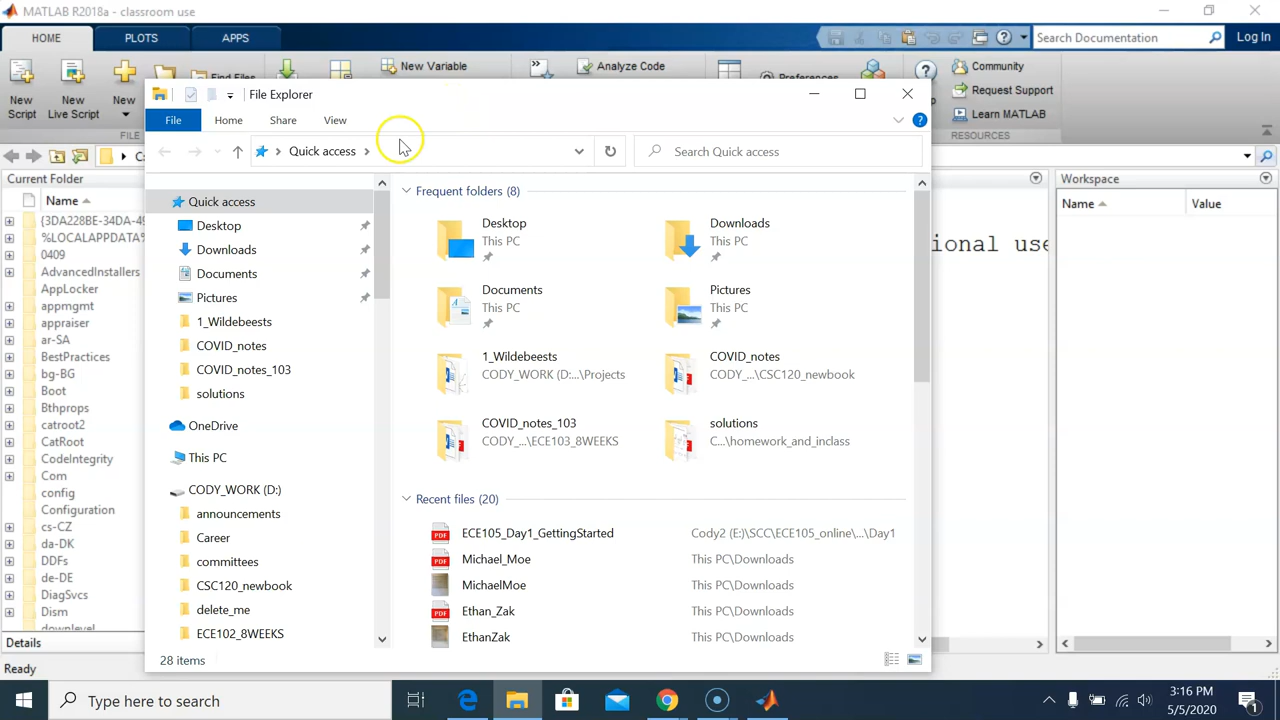 MATLAB R2018a - classroom use
HOME PLOTS APPS
Search Documentation
Log In
New Script
New Live Script
New
Find Files
New Variable
Analyze Code
Preferences
Community
Request Support
Learn MATLAB
FILE
RESOURCES
File Explorer
File Home Share View
Quick access
Search Quick access
Current Folder
Name
{3DA228BE-34DA-49
%LOCALAPPDATA%
0409
AdvancedInstallers
AppLocker
appmgmt
appraiser
ar-SA
BestPractices
bg-BG
Boot
Bthprops
catroot2
CatRoot
CodeIntegrity
Com
config
Configuration
cs-CZ
da-DK
DDFs
de-DE
DiagSvcs
Dism
downlevel
Details
Ready
Quick access
Desktop
Downloads
Documents
Pictures
1_Wildebeests
COVID_notes
COVID_notes_103
solutions
OneDrive
This PC
CODY_WORK (D:)
announcements
Career
committees
CSC120_newbook
delete_me
ECE102_8WEEKS
28 items
Frequent folders (8)
Desktop
This PC
Downloads
This PC
Documents
This PC
Pictures
This PC
1_Wildebeests
CODY_WORK (D:...\Projects
COVID_notes
CODY_...\CSC120_newbook
COVID_notes_103
CODY_...\ECE103_8WEEKS
solutions
C...\homework_and_inclass
Recent files (20)
ECE105_Day1_GettingStarted Cody2 (E:)\SCC\ECE105_online\...\Day1
Michael_Moe This PC\Downloads
MichaelMoe This PC\Downloads
Ethan_Zak This PC\Downloads
EthanZak This PC\Downloads
ional use
Workspace
Name Value
Type here to search
3:16 PM
5/5/2020
1